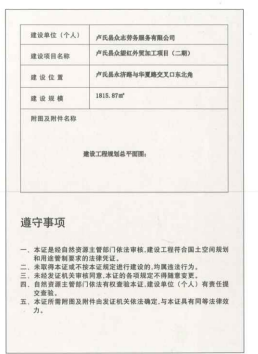 建设单位（个人） 卢氏县众志劳务服务有限公司
建设项目名称 卢氏县众塑红外贸加工项目（二期）
建设位置 卢氏县永济路与华夏路交叉口东北角
建设规模 1815.87㎡
附图及附件名称
建设工程规划总平面图：
遵守事项
一、本证是经自然资源主管部门依法审核，建设工程符合国土空间规划
和用途管制要求的法律凭证。
二、未取得本证或不按本证规定进行建设的，均属违法行为。
三、未经发证机关审核同意，本证的各项规定不得随意变更。
四、自然资源主管部门依法有权查验本证，建设单位（个人）有责任提
交查验。
五、本证所需附图及附件由发证机关依法确定，与本证具有同等法律效
力。